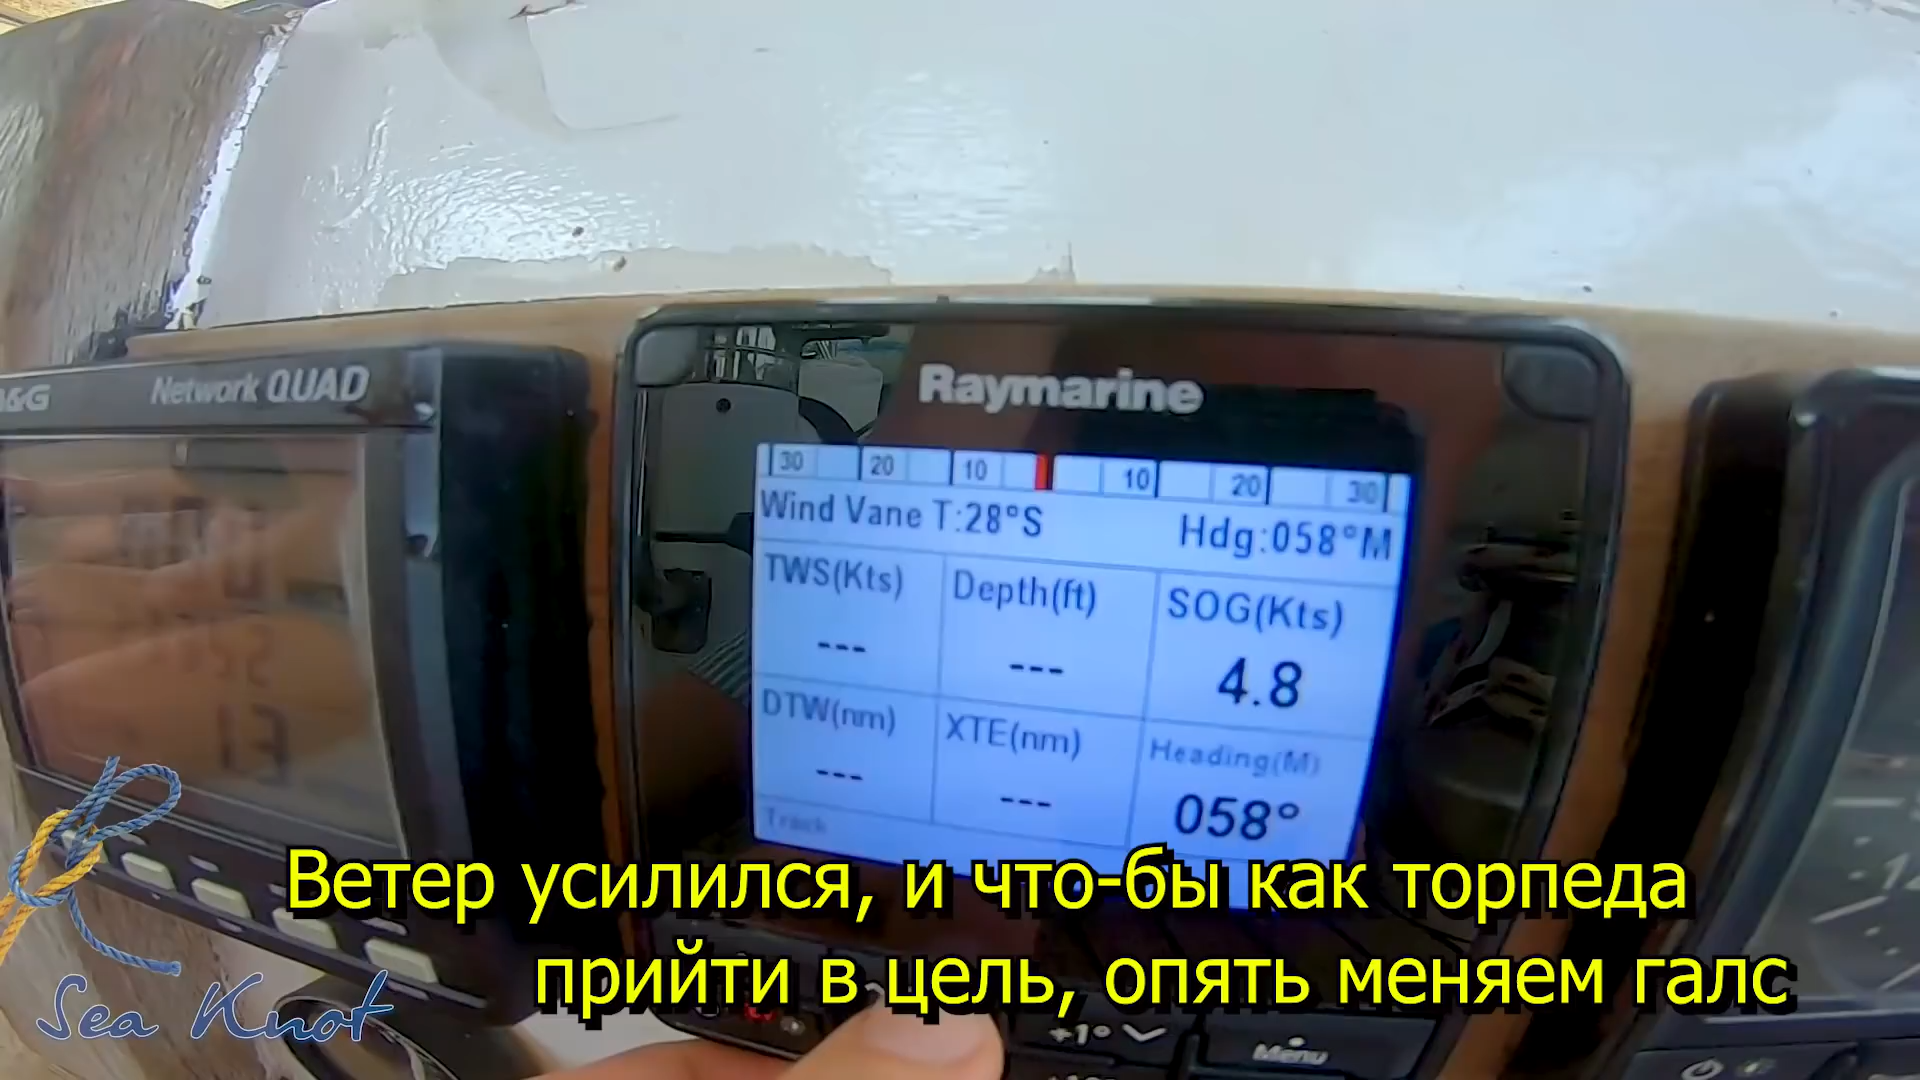 Network QUAD
Raymarine
30 20 10 10 20 30
Wind Vane T:28°S Hdg:058°M
TWS(Kts) Depth(ft) SOG(Kts)
--- --- 4.8
DTW(nm) XTE(nm) Heading(M)
--- --- 058°
Track
Ветер усилился, и что-бы как торпеда
прийти в цель, опять меняем галс
Sea Knot
+1°
Menu